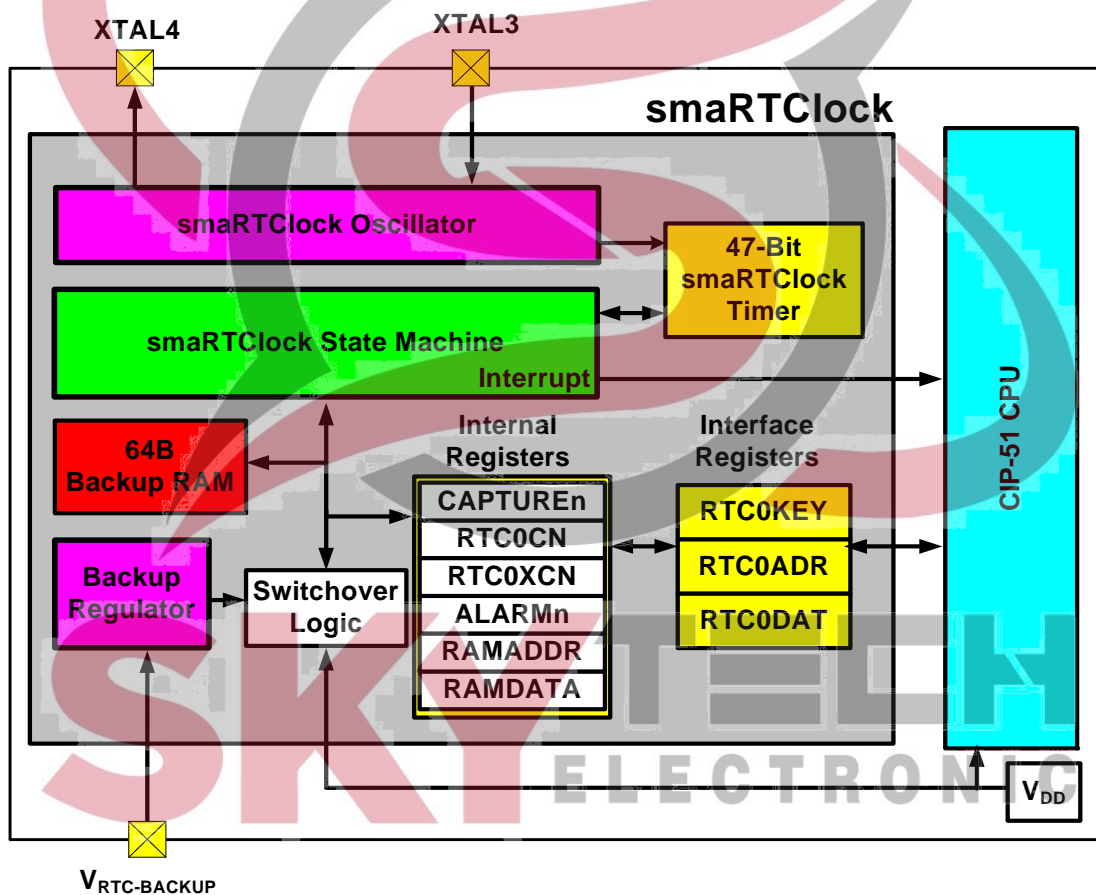 XTAL4
XTAL3
smaRTClock
smaRTClock Oscillator
47-Bit
smaRTClock
Timer
smaRTClock State Machine
Interrupt
CIP-51 CPU
64B
Backup RAM
Internal
Registers
Interface
Registers
CAPTUREn
RTC0CN
RTC0XCN
ALARMn
RAMADDR
RAMDATA
RTC0KEY
RTC0ADR
RTC0DAT
Backup
Regulator
Switchover
Logic
SKYTECH
ELECTRONIC
VDD
VRTC-BACKUP